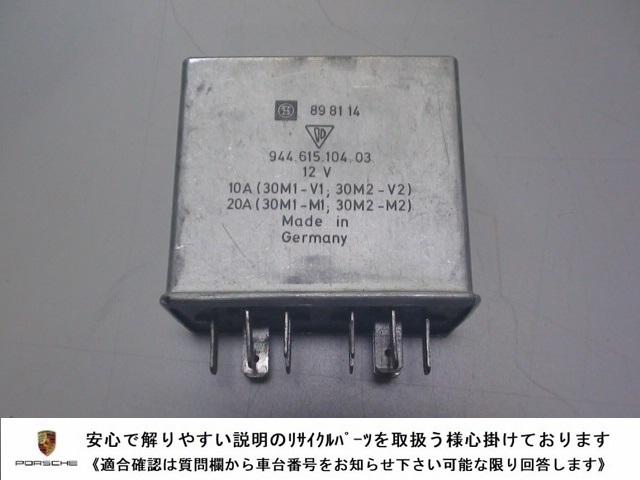 898114
944.615.104.03
12 V
10A (30M1-V1; 30M2-V2)
20A (30M1-M1; 30M2-M2)
Made in
Germany
安心で解りやすい説明のﾘｻｲｸﾙﾊﾟｰﾂを取扱う様心掛けております
PORSCHE
《適合確認は質問欄から車台番号をお知らせ下さい可能な限り回答します》